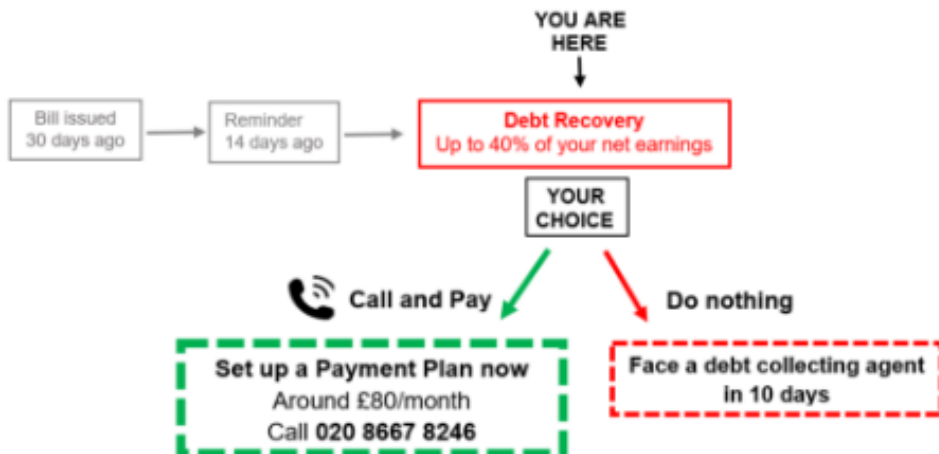 YOU ARE
HERE
Bill issued
30 days ago
Reminder
14 days ago
Debt Recovery
Up to 40% of your net earnings
YOUR
CHOICE
Call and Pay
Do nothing
Set up a Payment Plan now
Around £80/month
Call 020 8667 8246
Face a debt collecting agent
in 10 days